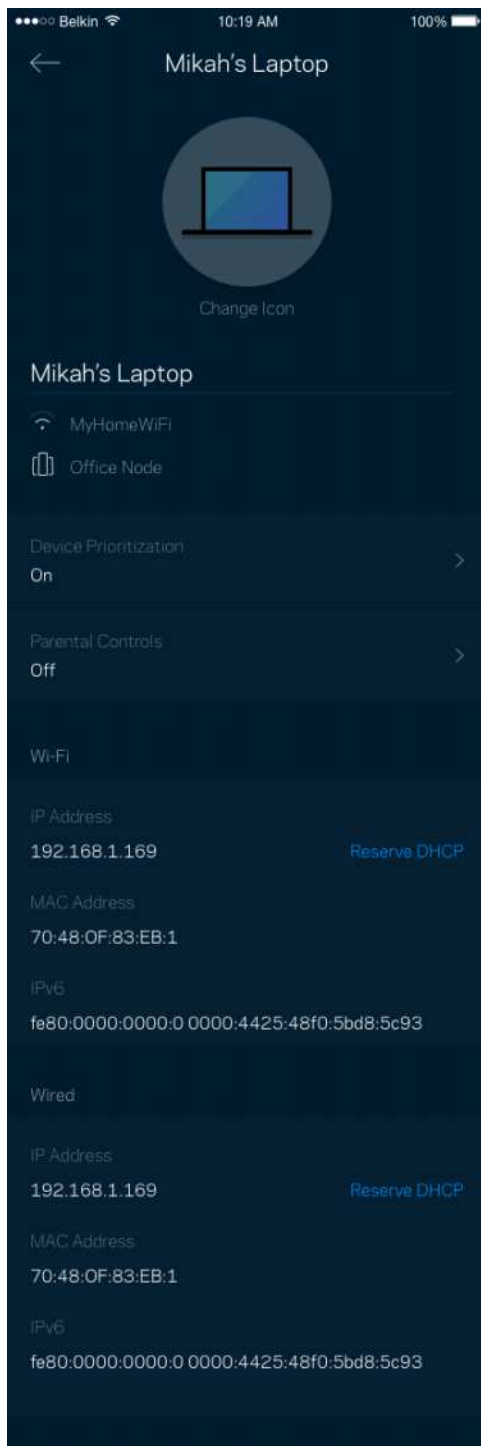 Belkin 10:19 AM 100%
Mikah's Laptop
Change Icon
Mikah's Laptop
MyHomeWiFi
Office Node
Device Prioritization
On
Parental Controls
Off
Wi-Fi
IP Address
192.168.1.169 Reserve DHCP
MAC Address
70:48:0F:83:EB:1
IPv6
fe80:0000:0000:0 0000:4425:48f0:5bd8:5c93
Wired
IP Address
192.168.1.169 Reserve DHCP
MAC Address
70:48:0F:83:EB:1
IPv6
fe80:0000:0000:0 0000:4425:48f0:5bd8:5c93